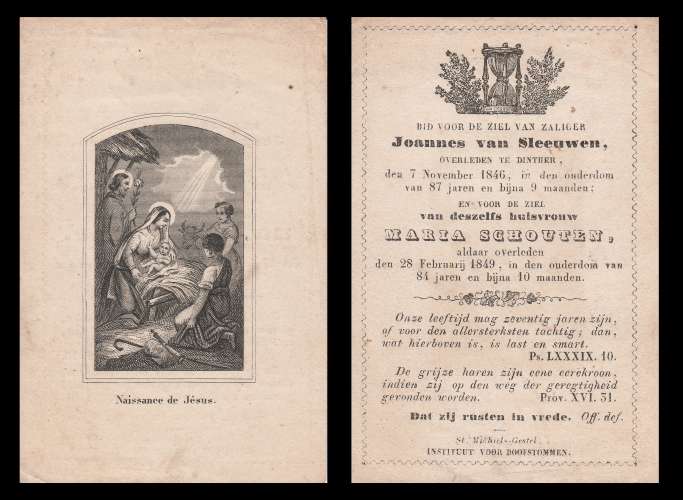 Naissance de Jésus.
BID VOOR DE ZIEL VAN ZALIGER
Joannes van Sleeuwen,
OVERLEDEN TE DINTHER,
den 7 November 1846, in den ouderdom
van 87 jaren en bijna 9 maanden;
EN VOOR DE ZIEL
van deszelfs huisvrouw
MARIA SCHOUTEN,
aldaar overleden
den 28 Februarij 1849, in den ouderdom van
84 jaren en bijna 10 maanden.
Onze leeftijd mag zeventig jaren zijn,
of voor den allersterksten tachtig; dan,
wat hierboven is, is last en smart.
Ps. LXXXIX. 10.
De grijze haren zijn eene eerekroon,
indien zij op den weg der geregtigheid
gevonden worden. Prov. XVI. 31.
Dat zij rusten in vrede. Off. def.
St. Michiels-Gestel,
INSTITUUT VOOR DOOFSTOMMEN.